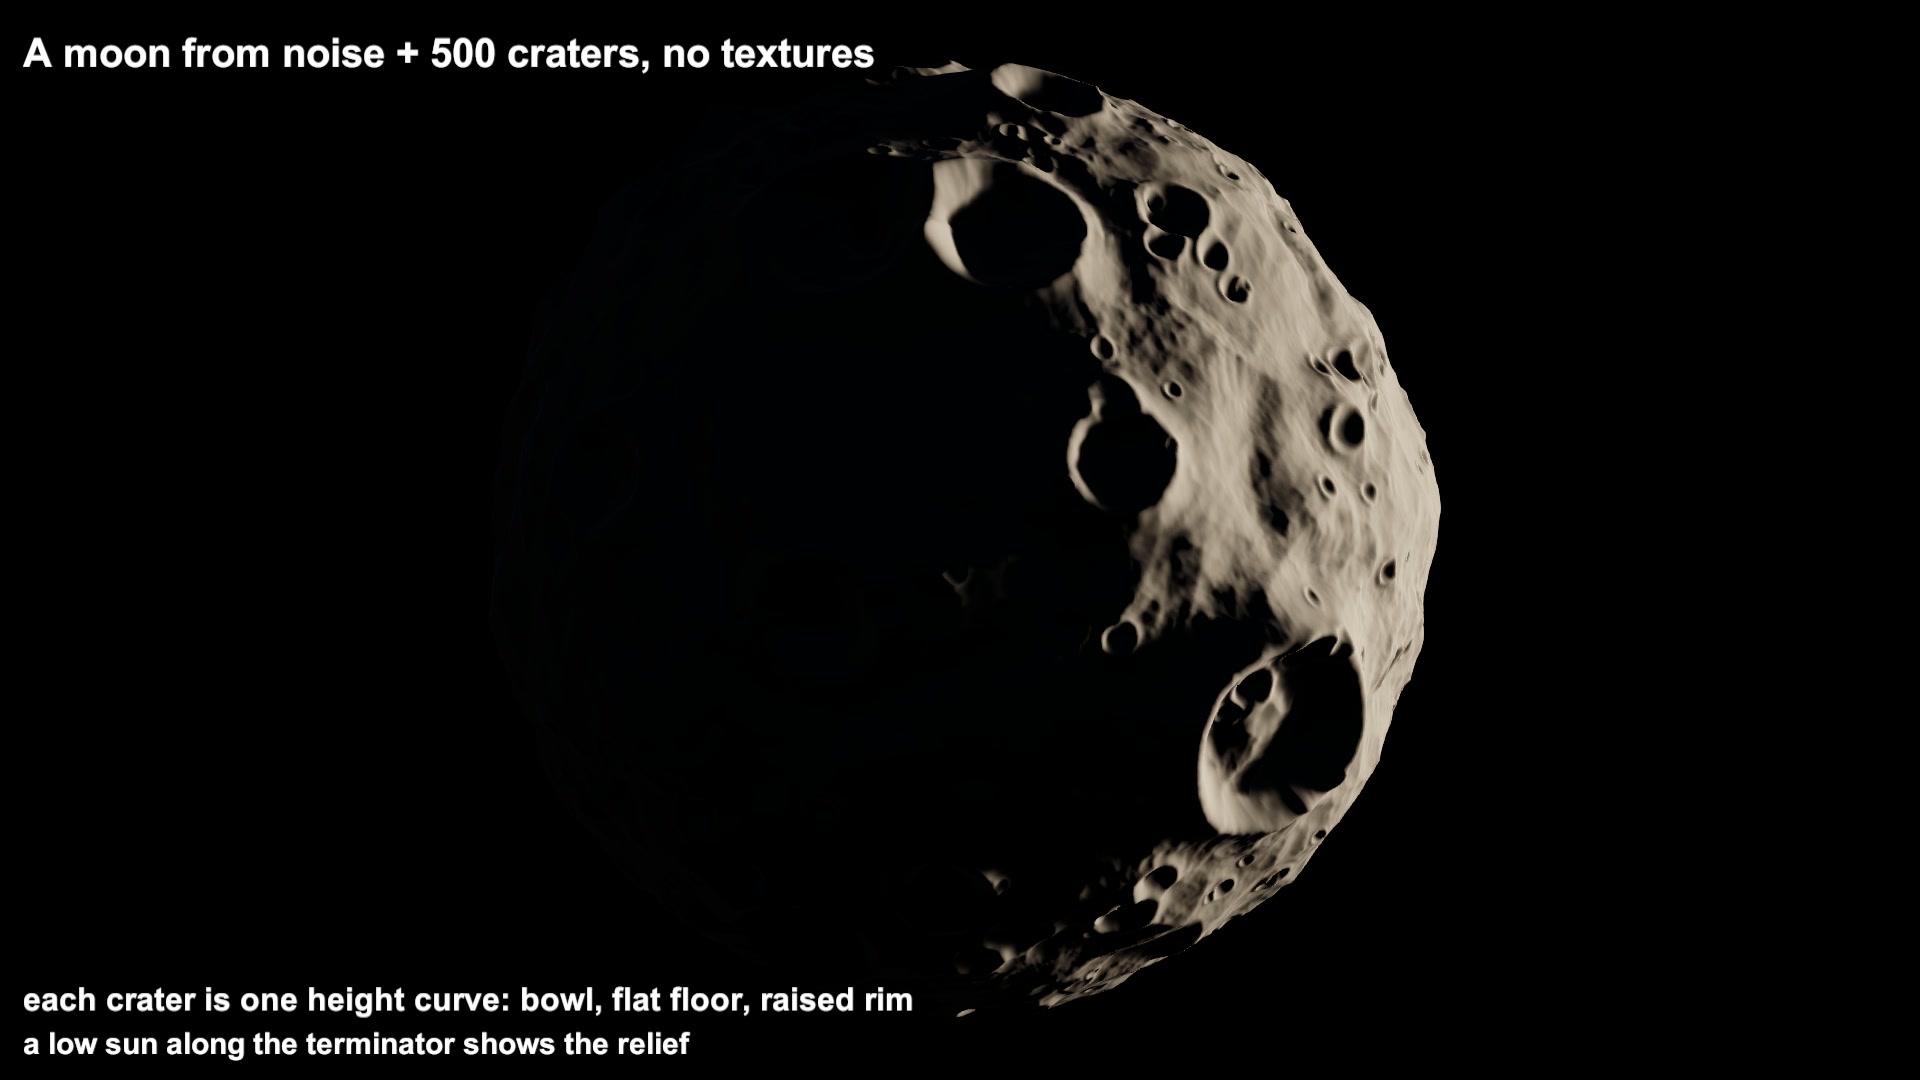 A moon from noise + 500 craters, no textures
each crater is one height curve: bowl, flat floor, raised rim
a low sun along the terminator shows the relief